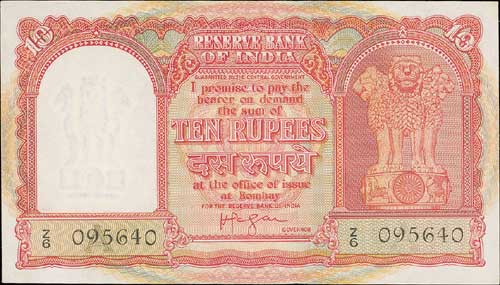 10 10
RESERVE BANK
OF INDIA
GUARANTEED BY THE CENTRAL GOVERNMENT
I promise to pay the
bearer on demand
the sum of
TEN RUPEES
दस रूपये
at the office of issue
at Bombay
FOR THE RESERVE BANK OF INDIA
GOVERNOR
Z/6 095640 Z/6 095640